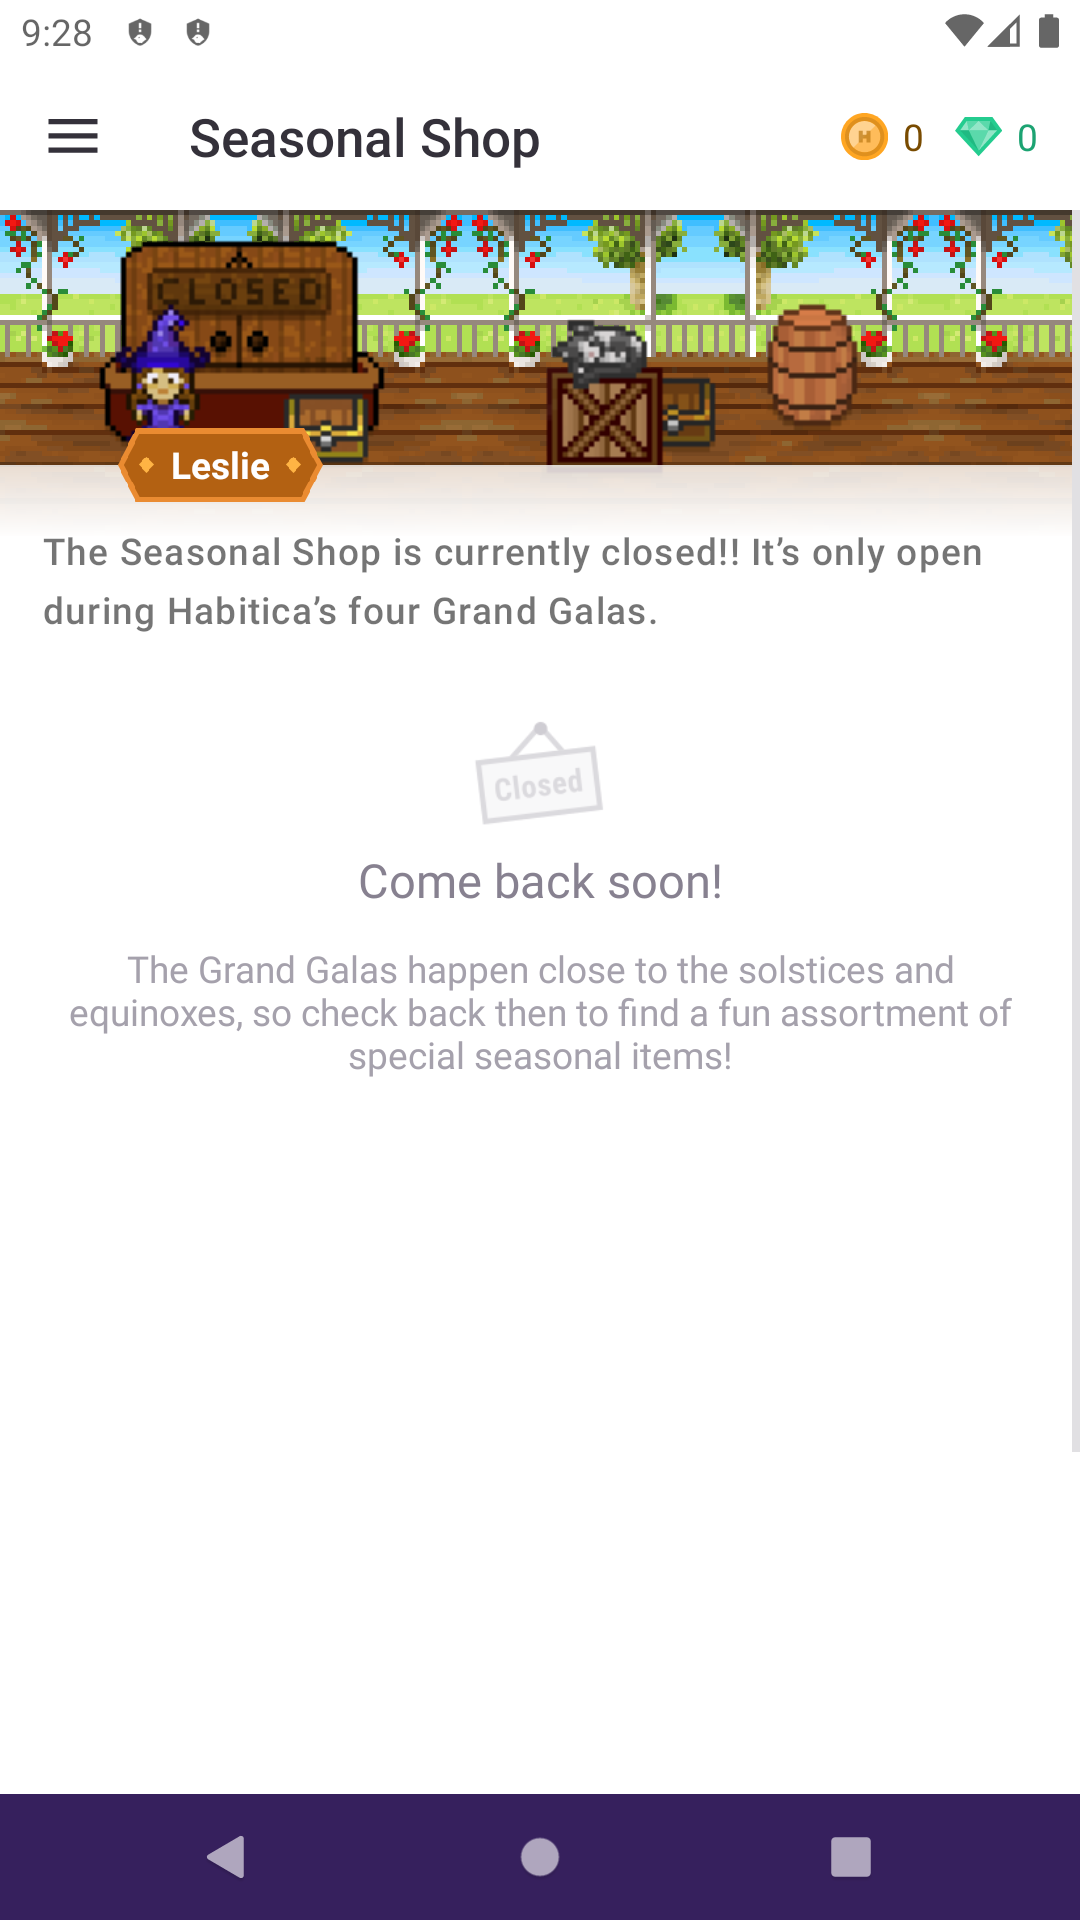 9:28
Seasonal Shop
H 0 0
CLOSED
Leslie
The Seasonal Shop is currently closed!! It’s only open
during Habitica’s four Grand Galas.
Closed
Come back soon!
The Grand Galas happen close to the solstices and
equinoxes, so check back then to find a fun assortment of
special seasonal items!